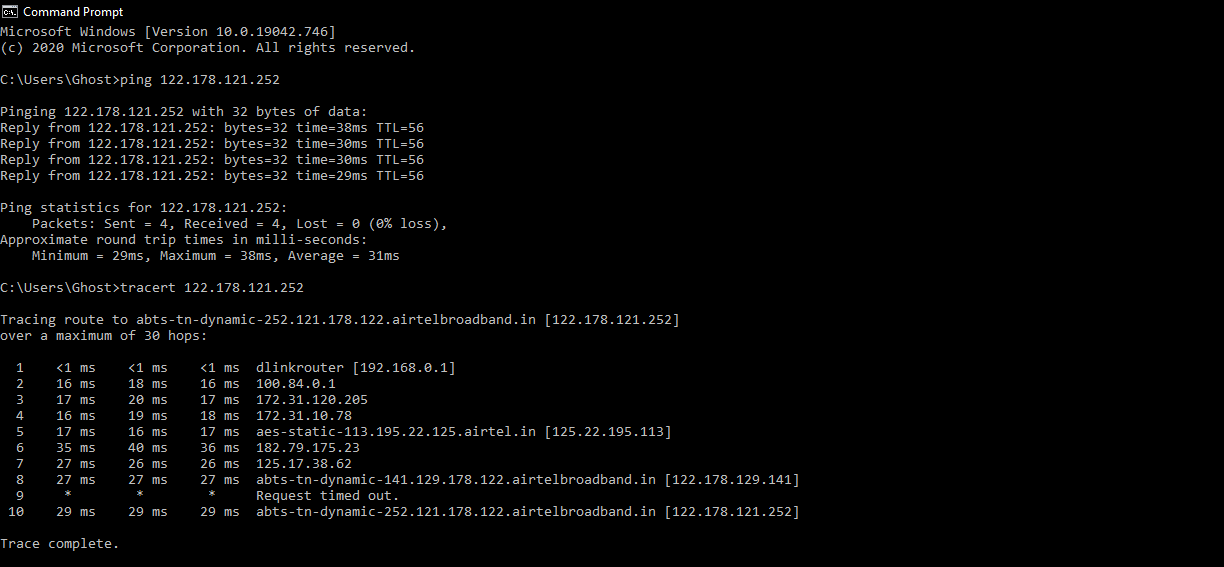 Command Prompt
Microsoft Windows [Version 10.0.19042.746]
(c) 2020 Microsoft Corporation. All rights reserved.
C:\Users\Ghost>ping 122.178.121.252
Pinging 122.178.121.252 with 32 bytes of data:
Reply from 122.178.121.252: bytes=32 time=38ms TTL=56
Reply from 122.178.121.252: bytes=32 time=30ms TTL=56
Reply from 122.178.121.252: bytes=32 time=30ms TTL=56
Reply from 122.178.121.252: bytes=32 time=29ms TTL=56
Ping statistics for 122.178.121.252:
    Packets: Sent = 4, Received = 4, Lost = 0 (0% loss),
Approximate round trip times in milli-seconds:
    Minimum = 29ms, Maximum = 38ms, Average = 31ms
C:\Users\Ghost>tracert 122.178.121.252
Tracing route to abts-tn-dynamic-252.121.178.122.airtelbroadband.in [122.178.121.252]
over a maximum of 30 hops:
  1    <1 ms    <1 ms    <1 ms  dlinkrouter [192.168.0.1]
  2    16 ms    18 ms    16 ms  100.84.0.1
  3    17 ms    20 ms    17 ms  172.31.120.205
  4    16 ms    19 ms    18 ms  172.31.10.78
  5    17 ms    16 ms    17 ms  aes-static-113.195.22.125.airtel.in [125.22.195.113]
  6    35 ms    40 ms    36 ms  182.79.175.23
  7    27 ms    26 ms    26 ms  125.17.38.62
  8    27 ms    27 ms    27 ms  abts-tn-dynamic-141.129.178.122.airtelbroadband.in [122.178.129.141]
  9     *        *        *     Request timed out.
 10    29 ms    29 ms    29 ms  abts-tn-dynamic-252.121.178.122.airtelbroadband.in [122.178.121.252]
Trace complete.